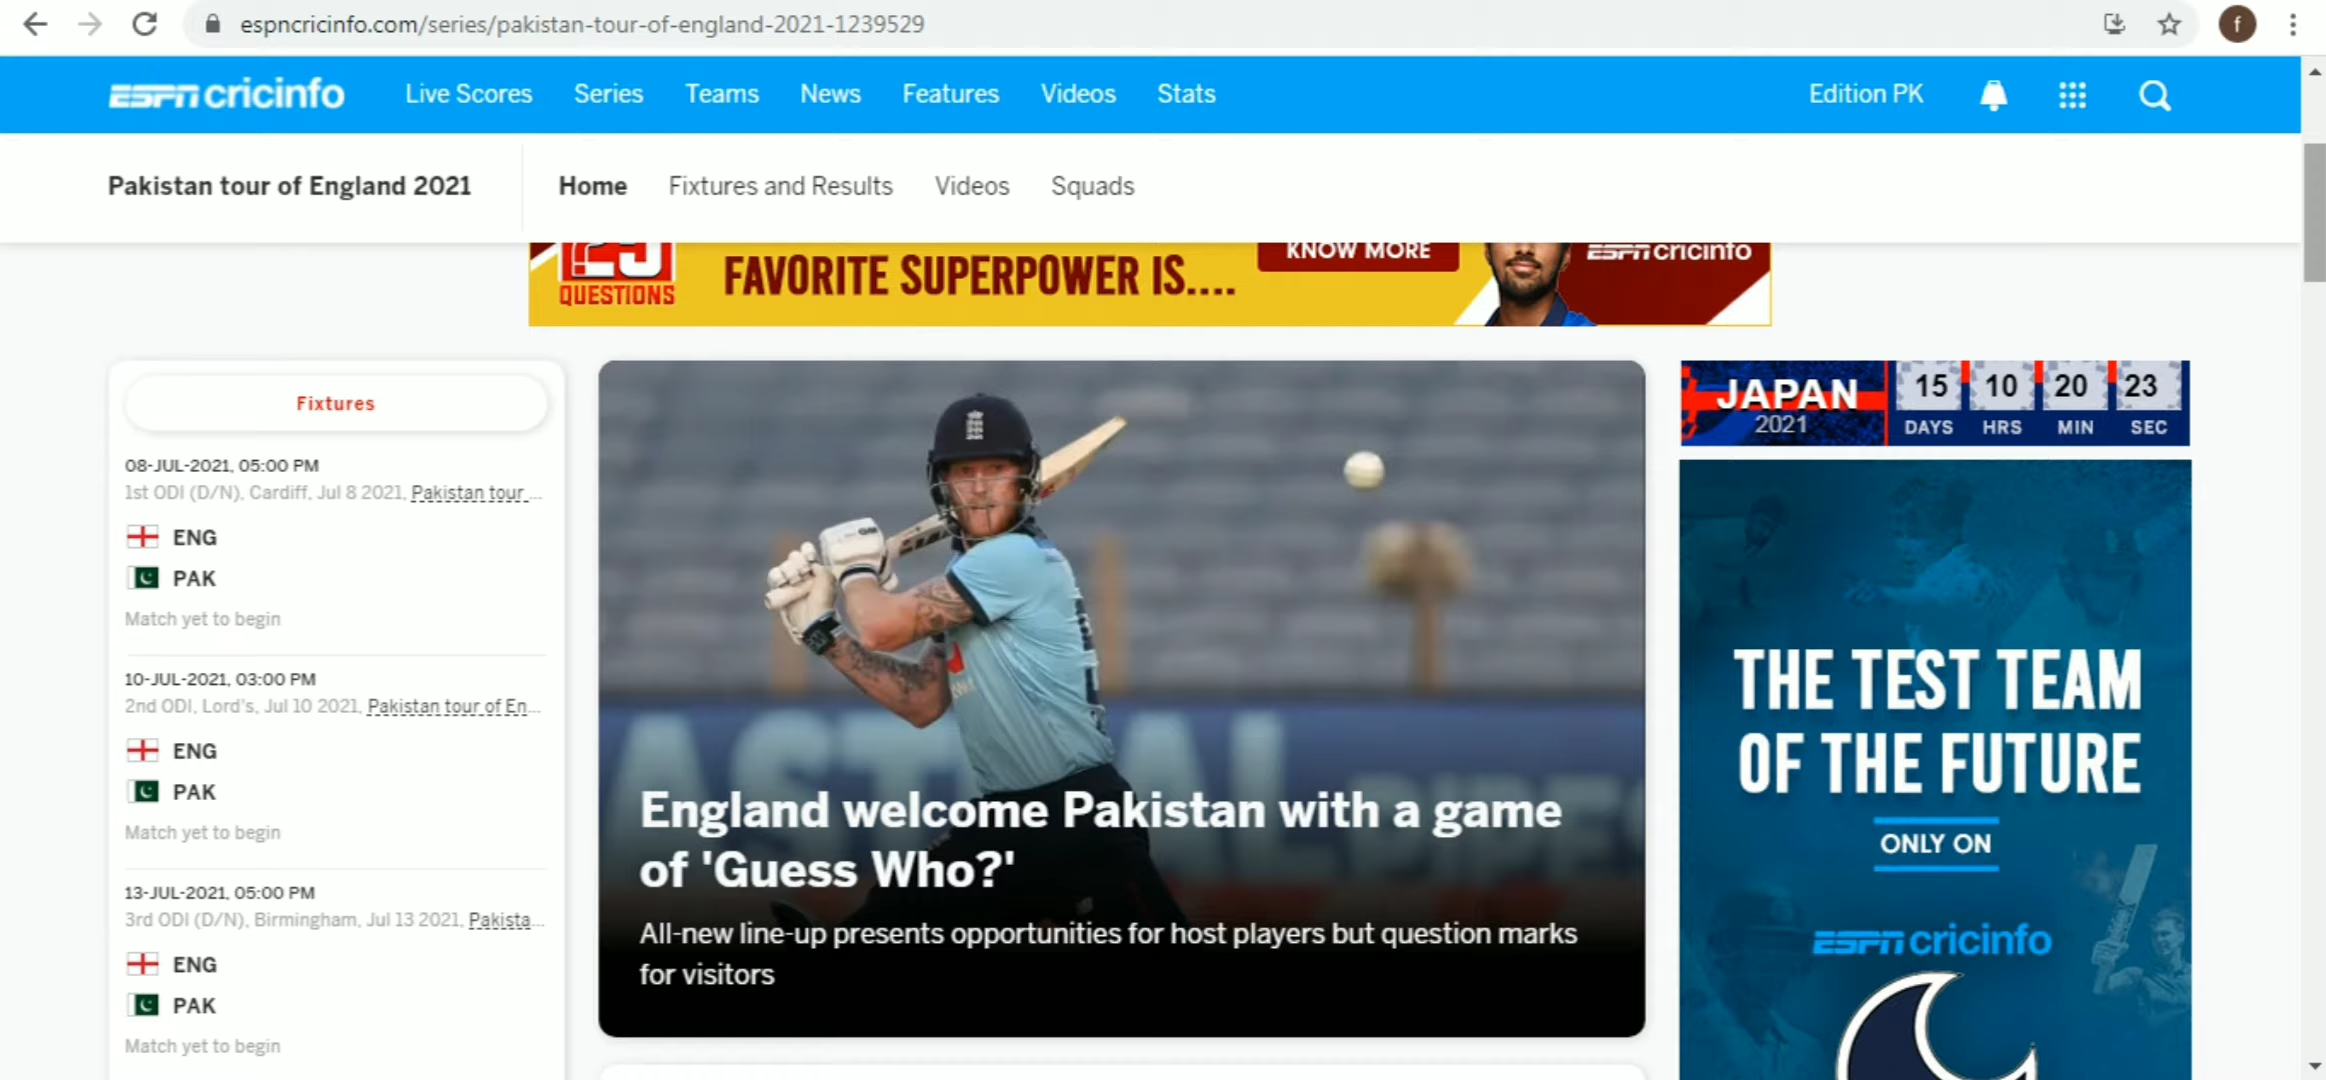 espncricinfo.com/series/pakistan-tour-of-england-2021-1239529
f
ESPN cricinfo
Live Scores
Series
Teams
News
Features
Videos
Stats
Edition PK
Pakistan tour of England 2021
Home
Fixtures and Results
Videos
Squads
25
QUESTIONS
FAVORITE SUPERPOWER IS....
KNOW MORE
ESPN cricinfo
Fixtures
08-JUL-2021, 05:00 PM
1st ODI (D/N), Cardiff, Jul 8 2021, Pakistan tour ...
ENG
PAK
Match yet to begin
10-JUL-2021, 03:00 PM
2nd ODI, Lord's, Jul 10 2021, Pakistan tour of En...
ENG
PAK
Match yet to begin
13-JUL-2021, 05:00 PM
3rd ODI (D/N), Birmingham, Jul 13 2021, Pakista...
ENG
PAK
Match yet to begin
England welcome Pakistan with a game
of 'Guess Who?'
All-new line-up presents opportunities for host players but question marks
for visitors
JAPAN
2021
15 10 20 23
DAYS HRS MIN SEC
THE TEST TEAM
OF THE FUTURE
ONLY ON
ESPN cricinfo